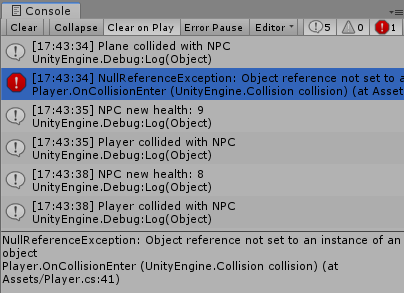 Console
Clear Collapse Clear on Play Error Pause Editor 5 0 1
[17:43:34] Plane collided with NPC
UnityEngine.Debug:Log(Object)
[17:43:34] NullReferenceException: Object reference not set to a
Player.OnCollisionEnter (UnityEngine.Collision collision) (at Asset
[17:43:35] NPC new health: 9
UnityEngine.Debug:Log(Object)
[17:43:35] Player collided with NPC
UnityEngine.Debug:Log(Object)
[17:43:38] NPC new health: 8
UnityEngine.Debug:Log(Object)
[17:43:38] Player collided with NPC
UnityEngine.Debug:Log(Object)
NullReferenceException: Object reference not set to an instance of an
object
Player.OnCollisionEnter (UnityEngine.Collision collision) (at
Assets/Player.cs:41)